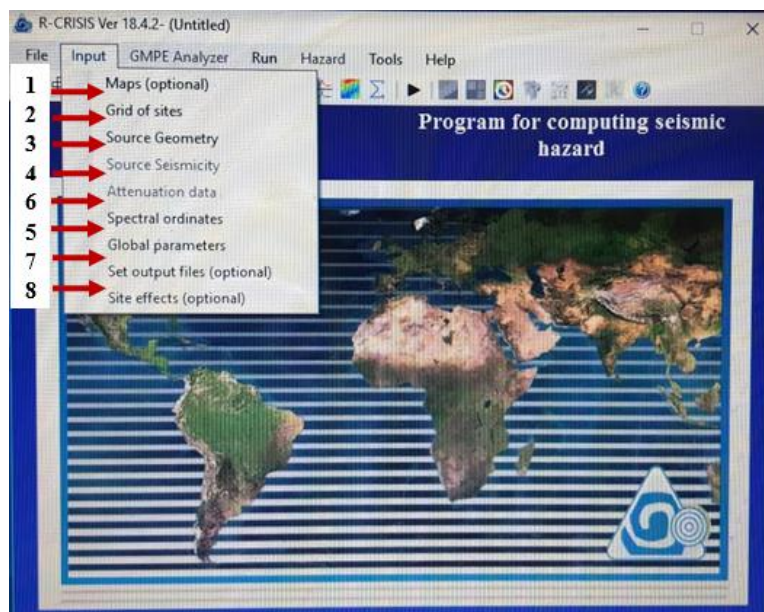 R-CRISIS Ver 18.4.2- (Untitled)
File Input GMPE Analyzer Run Hazard Tools Help
1 Maps (optional)
2 Grid of sites
3 Source Geometry
4 Source Seismicity
6 Attenuation data
5 Spectral ordinates
7 Global parameters
Set output files (optional)
8 Site effects (optional)
Program for computing seismic
hazard